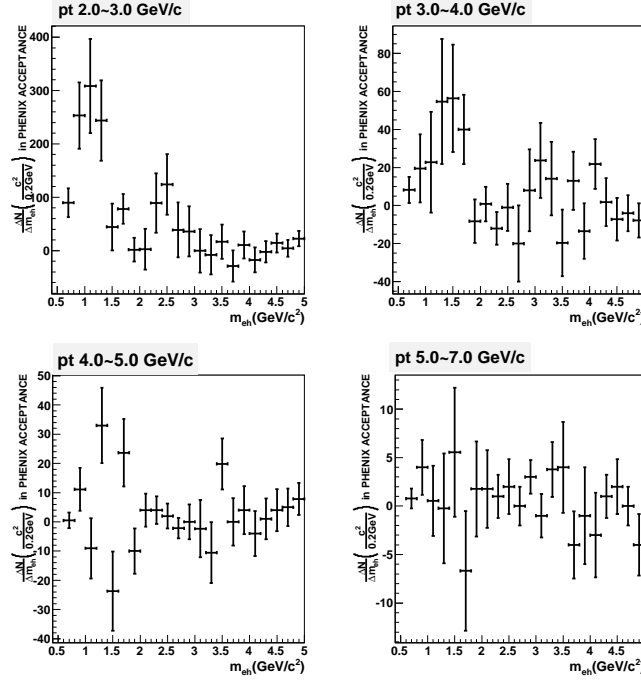 pt 2.0~3.0 GeV/c
ΔN/Δm_eh (c²/0.2GeV) in PHENIX ACCEPTANCE
400
300
200
100
0
0.5 1 1.5 2 2.5 3 3.5 4 4.5 5
m_eh(GeV/c²)
pt 3.0~4.0 GeV/c
ΔN/Δm_eh (c²/0.2GeV) in PHENIX ACCEPTANCE
80
60
40
20
0
-20
-40
0.5 1 1.5 2 2.5 3 3.5 4 4.5
m_eh(GeV/c²
pt 4.0~5.0 GeV/c
ΔN/Δm_eh (c²/0.2GeV) in PHENIX ACCEPTANCE
50
40
30
20
10
0
-10
-20
-30
-40
0.5 1 1.5 2 2.5 3 3.5 4 4.5 5
m_eh(GeV/c²)
pt 5.0~7.0 GeV/c
ΔN/Δm_eh (c²/0.2GeV) in PHENIX ACCEPTANCE
10
5
0
-5
-10
0.5 1 1.5 2 2.5 3 3.5 4 4.5
m_eh(GeV/c²